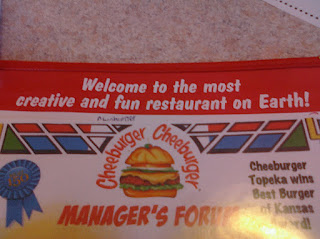 Welcome to the most
creative and fun restaurant on Earth!
Cheeburger Cheeburger
MANAGER'S FORU
Cheeburger
Topeka wins
Best Burger
of Kansas